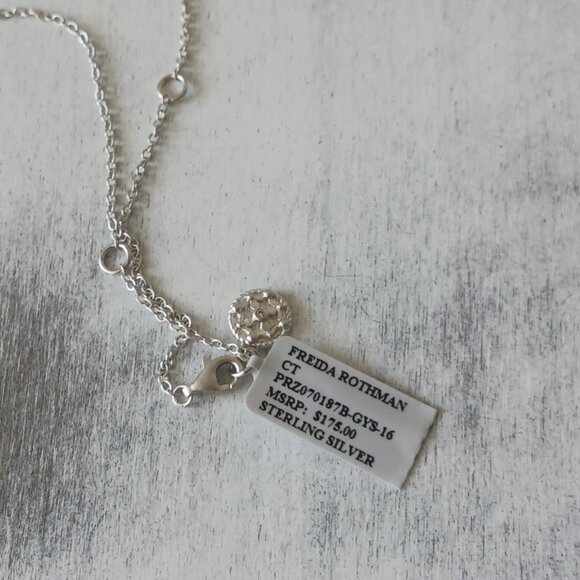 FREIDA ROTHMAN
CT
PRZ070187B-GYS-16
MSRP: $175.00
STERLING SILVER